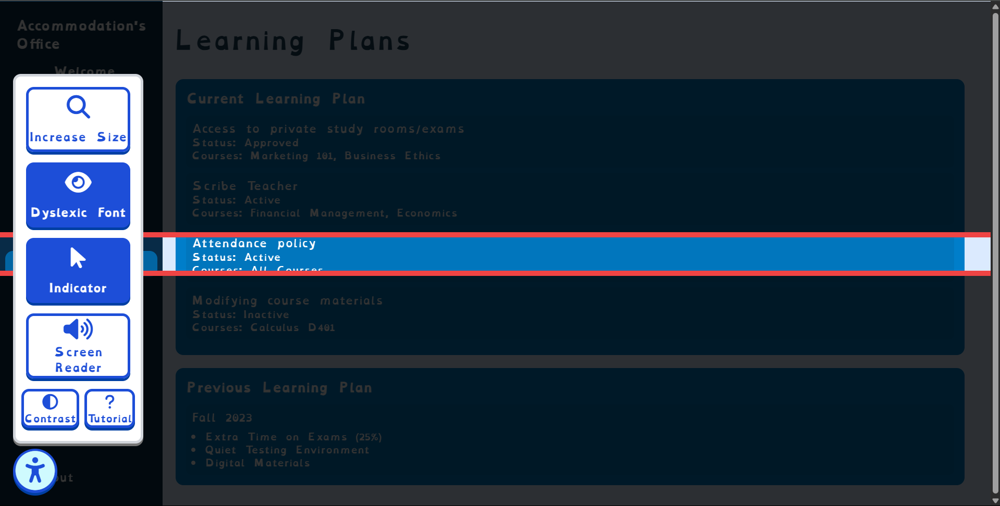 Accommodation's
Office
Welcome
Increase Size
Dyslexic Font
Indicator
Screen
Reader
Contrast
Tutorial
Learning Plans
Current Learning Plan
Access to private study rooms/exams
Status: Approved
Courses: Marketing 101, Business Ethics
Scribe Teacher
Status: Active
Courses: Financial Management, Economics
Attendance policy
Status: Active
Courses: All Courses
Modifying course materials
Status: Inactive
Courses: Calculus D401
Previous Learning Plan
Fall 2023
• Extra Time on Exams (25%)
• Quiet Testing Environment
• Digital Materials